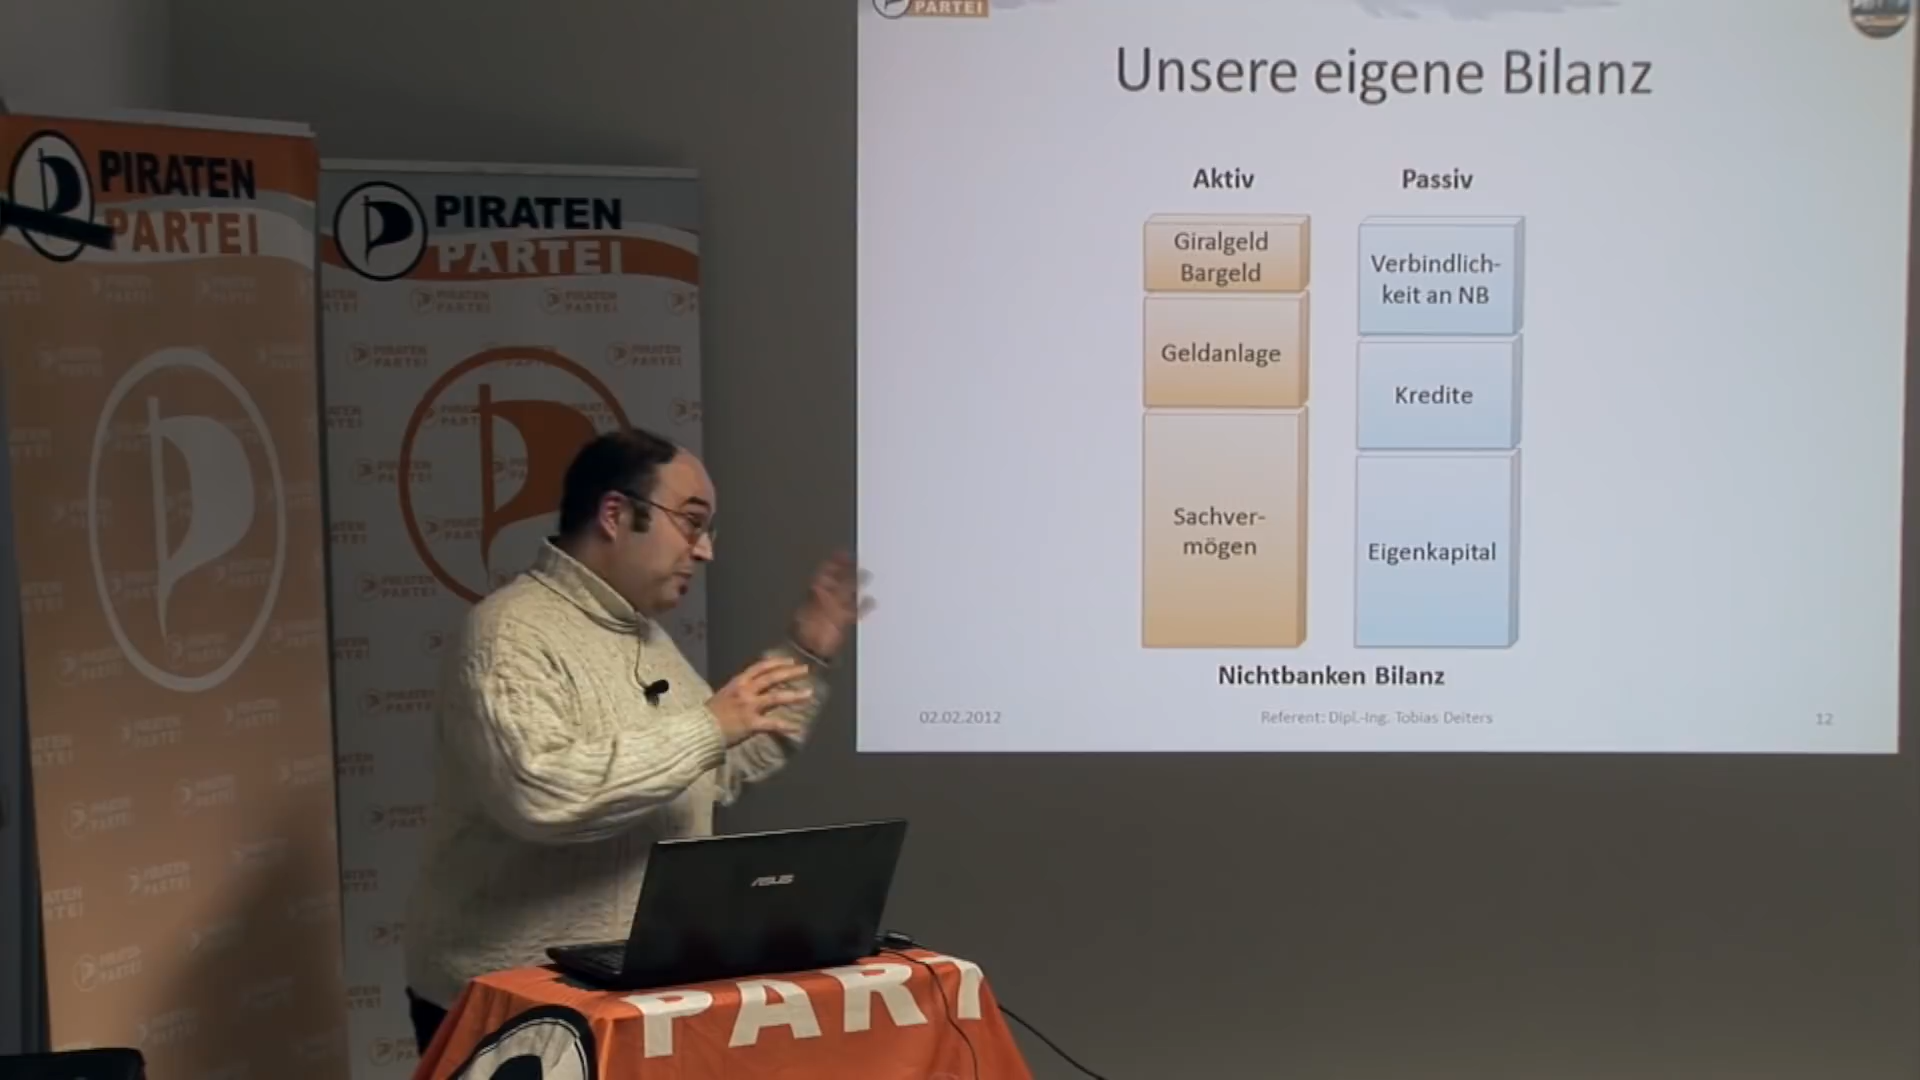 PIRATEN
PARTEI
PIRATEN
PARTEI
PARTEI
Unsere eigene Bilanz
Aktiv
Passiv
Giralgeld
Bargeld
Geldanlage
Sachver-
mögen
Verbindlich-
keit an NB
Kredite
Eigenkapital
Nichtbanken Bilanz
02.02.2012
Referent: Dipl.-Ing. Tobias Deiters
12
ASUS
PART